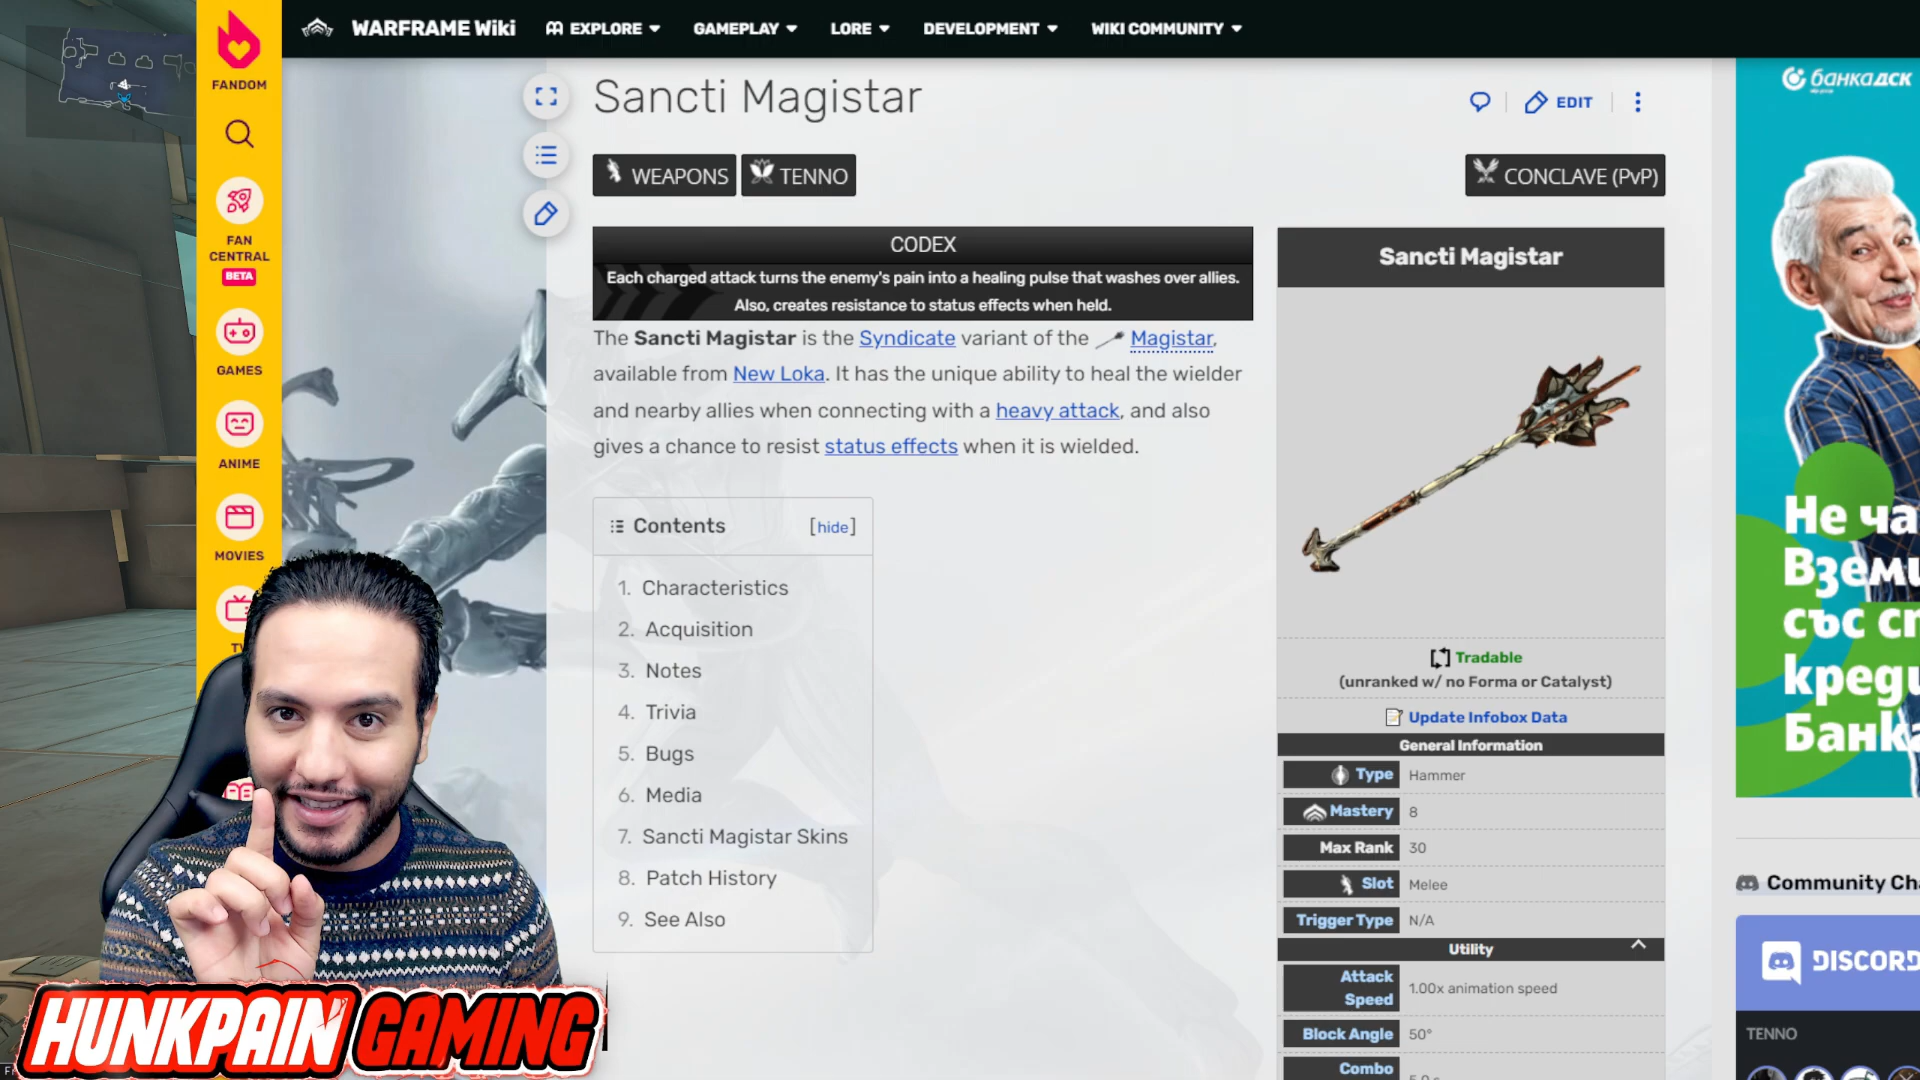 FANDOM
FAN
CENTRAL
BETA
GAMES
ANIME
MOVIES
WARFRAME Wiki
EXPLORE
GAMEPLAY
LORE
DEVELOPMENT
WIKI COMMUNITY
Sancti Magistar
EDIT
WEAPONS
TENNO
CONCLAVE (PvP)
CODEX
Each charged attack turns the enemy's pain into a healing pulse that washes over allies.
Also, creates resistance to status effects when held.
The Sancti Magistar is the Syndicate variant of the Magistar,
available from New Loka. It has the unique ability to heal the wielder
and nearby allies when connecting with a heavy attack, and also
gives a chance to resist status effects when it is wielded.
Contents [hide]
1. Characteristics
2. Acquisition
3. Notes
4. Trivia
5. Bugs
6. Media
7. Sancti Magistar Skins
8. Patch History
9. See Also
Sancti Magistar
Tradable
(unranked w/ no Forma or Catalyst)
Update Infobox Data
General Information
Type Hammer
Mastery 8
Max Rank 30
Slot Melee
Trigger Type N/A
Utility
Attack
Speed 1.00x animation speed
Block Angle 50°
Combo
банка дск
Не ча
със
Банка
Community Cha
DISCORD
TENNO
HUNKPAIN GAMING